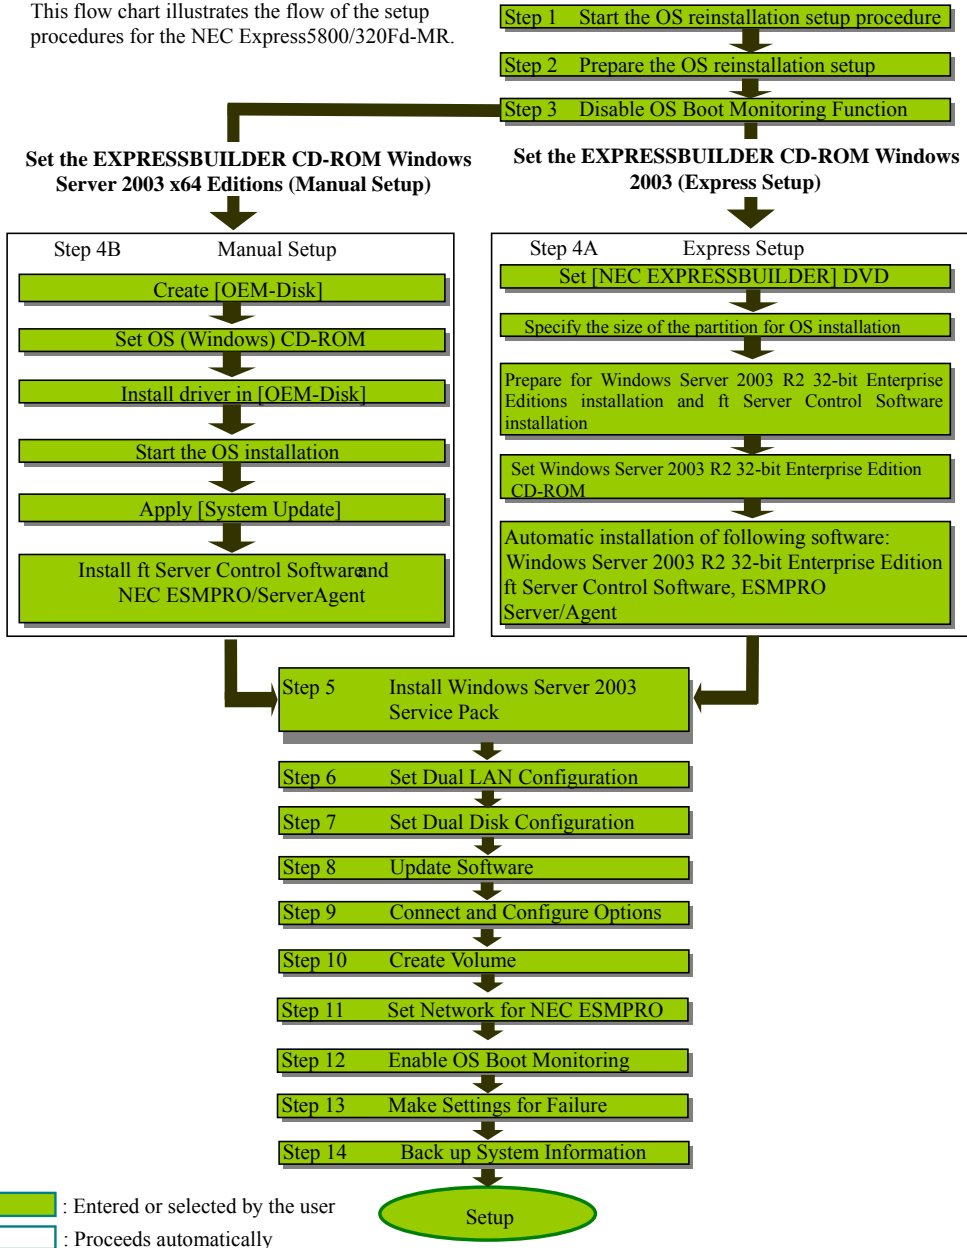 This flow chart illustrates the flow of the setup
procedures for the NEC Express5800/320Fd-MR.
Step 1 Start the OS reinstallation setup procedure
Step 2 Prepare the OS reinstallation setup
Step 3 Disable OS Boot Monitoring Function
Set the EXPRESSBUILDER CD-ROM Windows
Server 2003 x64 Editions (Manual Setup)
Set the EXPRESSBUILDER CD-ROM Windows
2003 (Express Setup)
Step 4B Manual Setup
Create [OEM-Disk]
Set OS (Windows) CD-ROM
Install driver in [OEM-Disk]
Start the OS installation
Apply [System Update]
Install ft Server Control Softwareand
NEC ESMPRO/ServerAgent
Step 4A Express Setup
Set [NEC EXPRESSBUILDER] DVD
Specify the size of the partition for OS installation
Prepare for Windows Server 2003 R2 32-bit Enterprise
Editions installation and ft Server Control Software
installation
Set Windows Server 2003 R2 32-bit Enterprise Edition
CD-ROM
Automatic installation of following software:
Windows Server 2003 R2 32-bit Enterprise Edition
ft Server Control Software, ESMPRO
Server/Agent
Step 5 Install Windows Server 2003
Service Pack
Step 6 Set Dual LAN Configuration
Step 7 Set Dual Disk Configuration
Step 8 Update Software
Step 9 Connect and Configure Options
Step 10 Create Volume
Step 11 Set Network for NEC ESMPRO
Step 12 Enable OS Boot Monitoring
Step 13 Make Settings for Failure
Step 14 Back up System Information
Setup
: Entered or selected by the user
: Proceeds automatically